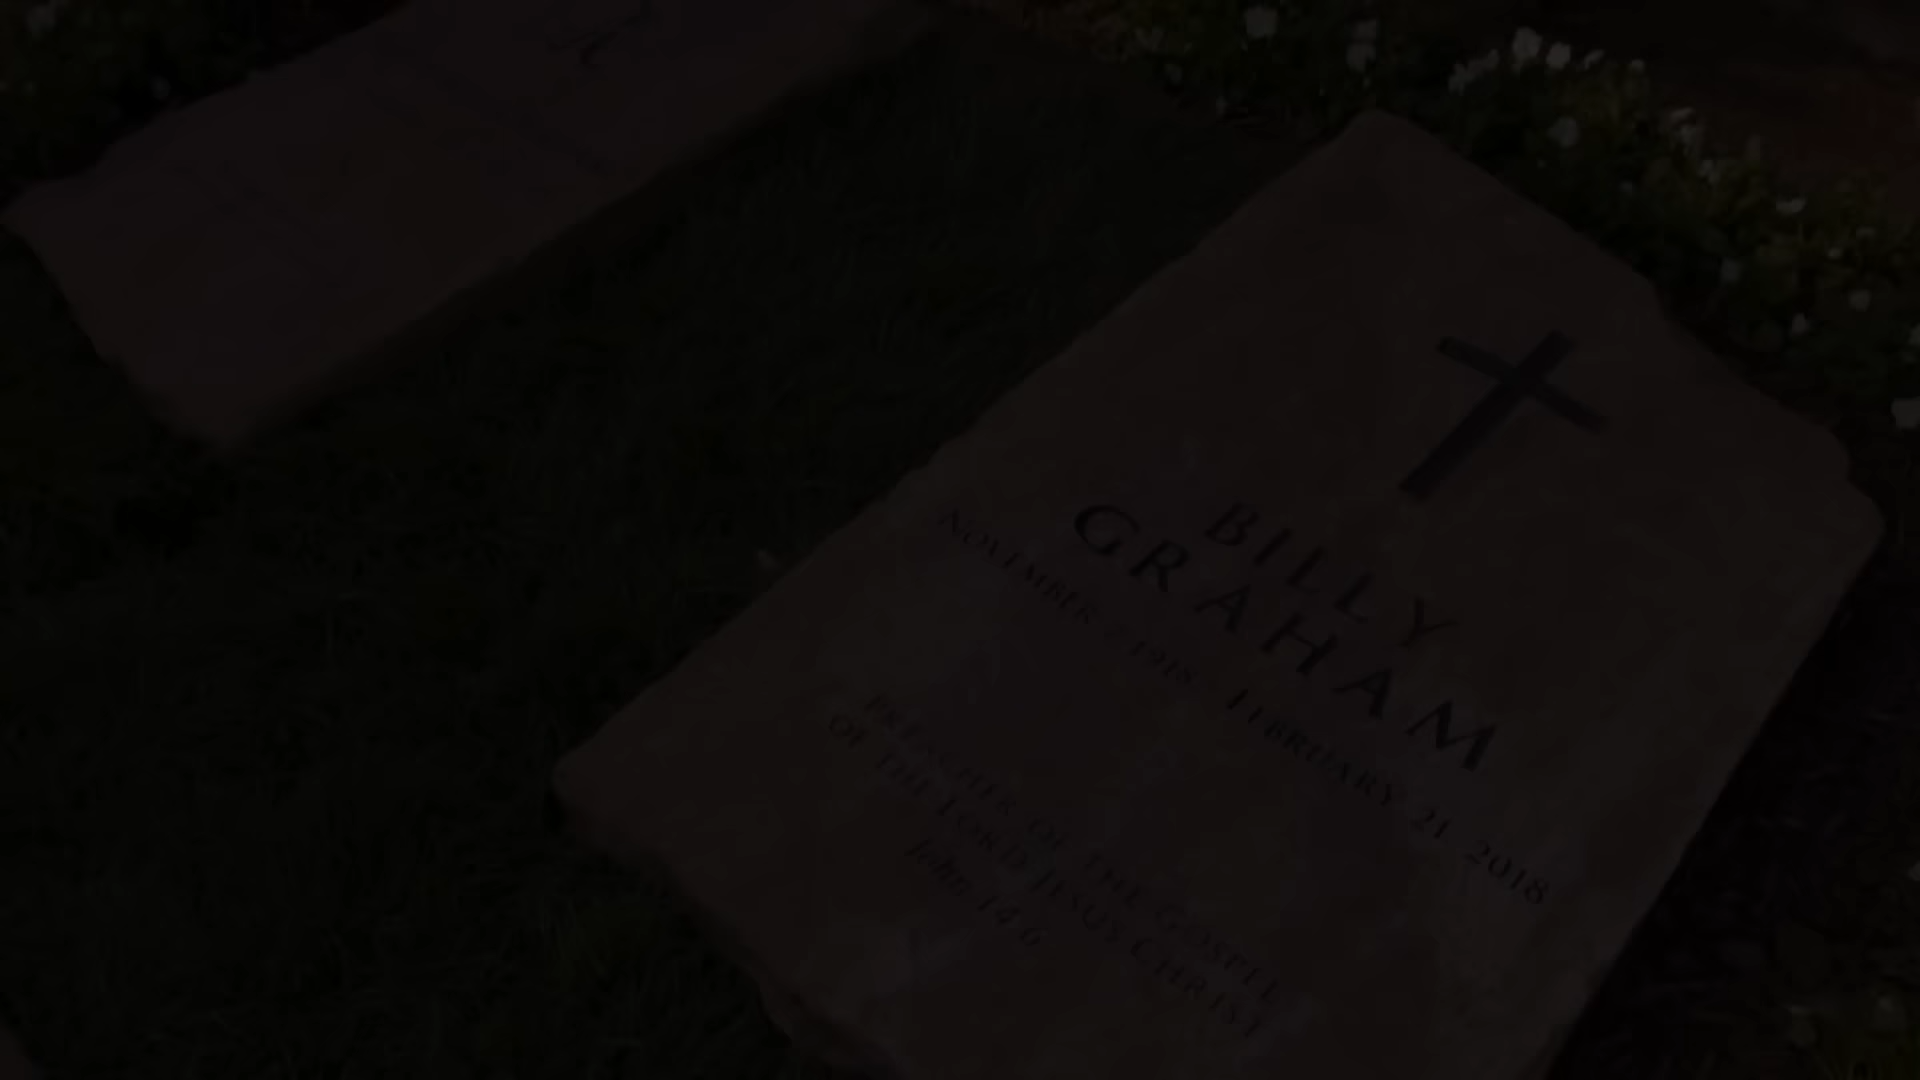 BILLY
GRAHAM
NOVEMBER 7 1918 - FEBRUARY 21, 2018
PREACHER OF THE GOSPEL
OF THE LORD JESUS CHRIST
John 14:6